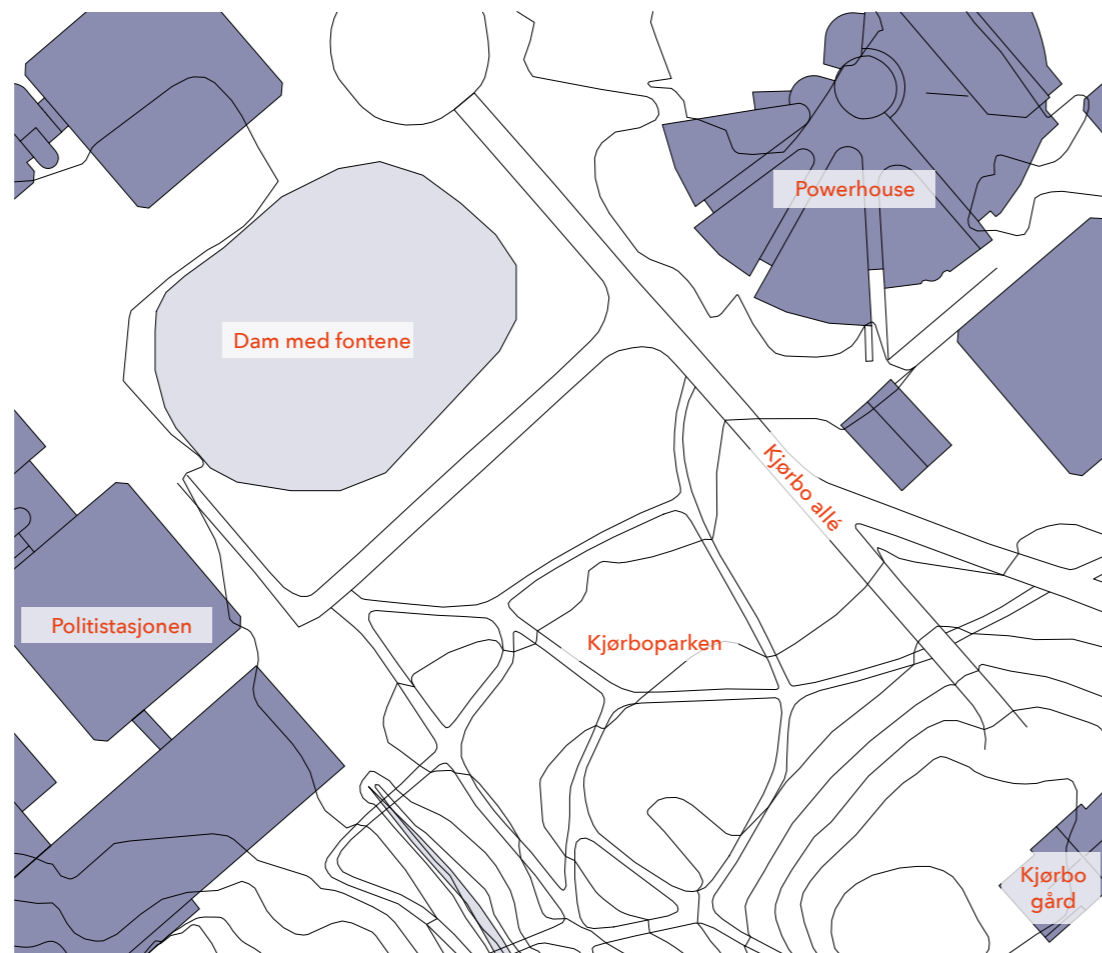 Powerhouse
Dam med fontene
Kjørbo allé
Politistasjonen
Kjørboparken
Kjørbo
gård